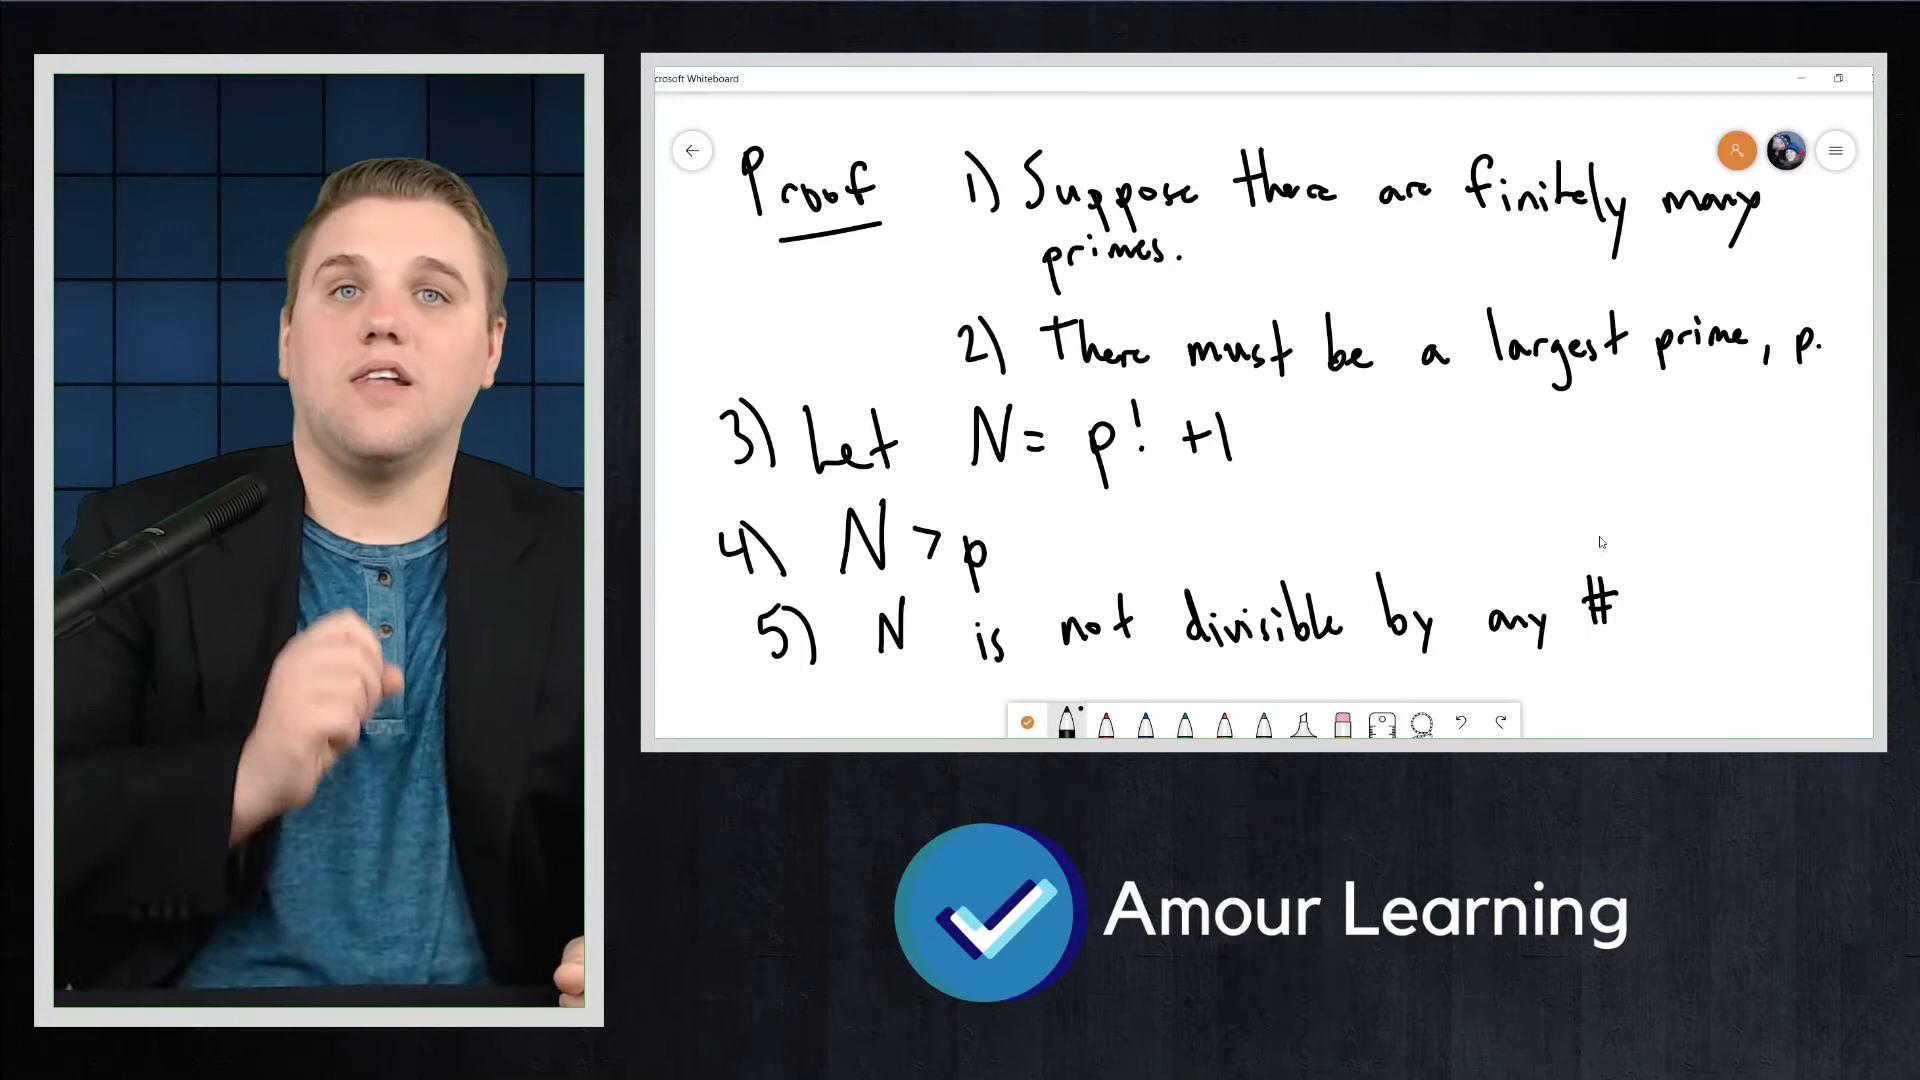 crosoft Whiteboard
Proof 1) Suppose there are finitely many
primes.
2) There must be a largest prime, p.
3) Let N = p! +1
4) N > p
5) N is not divisible by any #
Amour Learning